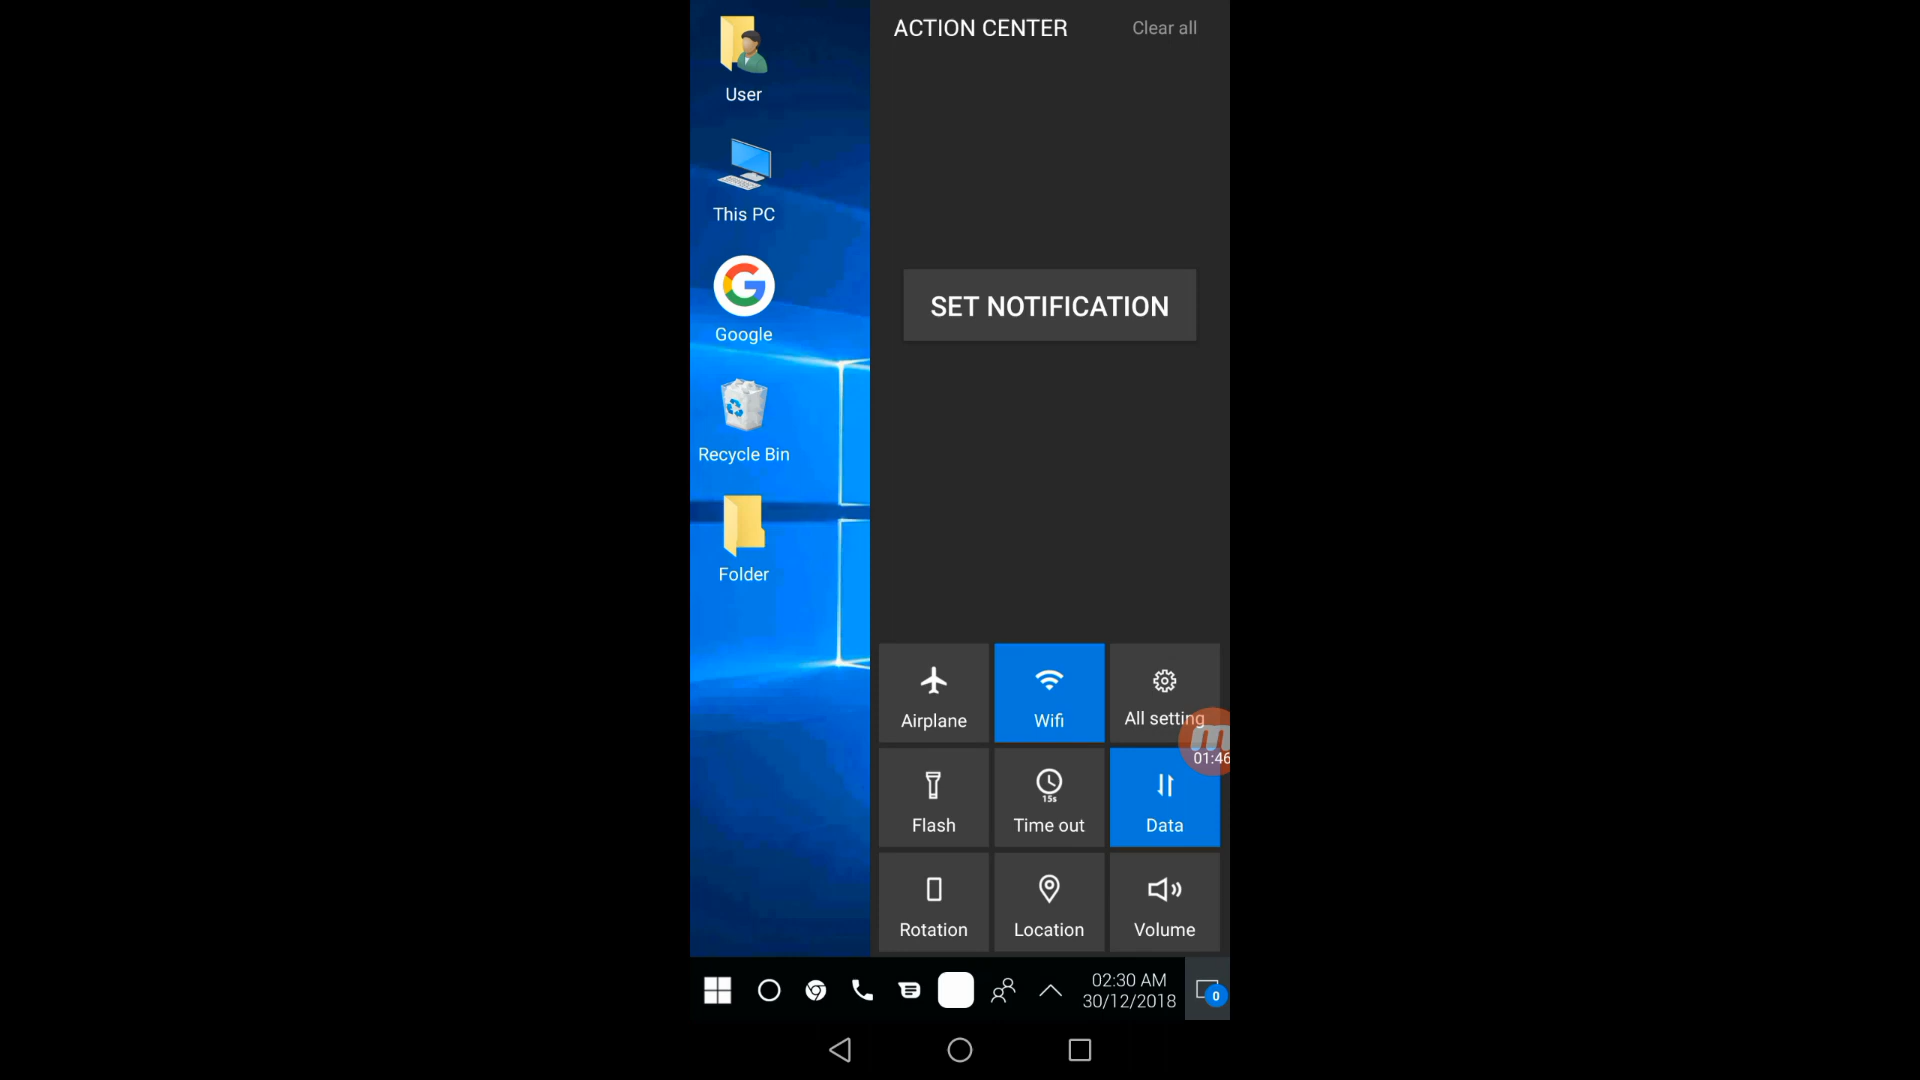 User
This PC
Google
Recycle Bin
Folder
ACTION CENTER
Clear all
SET NOTIFICATION
Airplane
Wifi
All setting
01:46
Flash
15s
Time out
Data
Rotation
Location
Volume
02:30 AM
30/12/2018
0